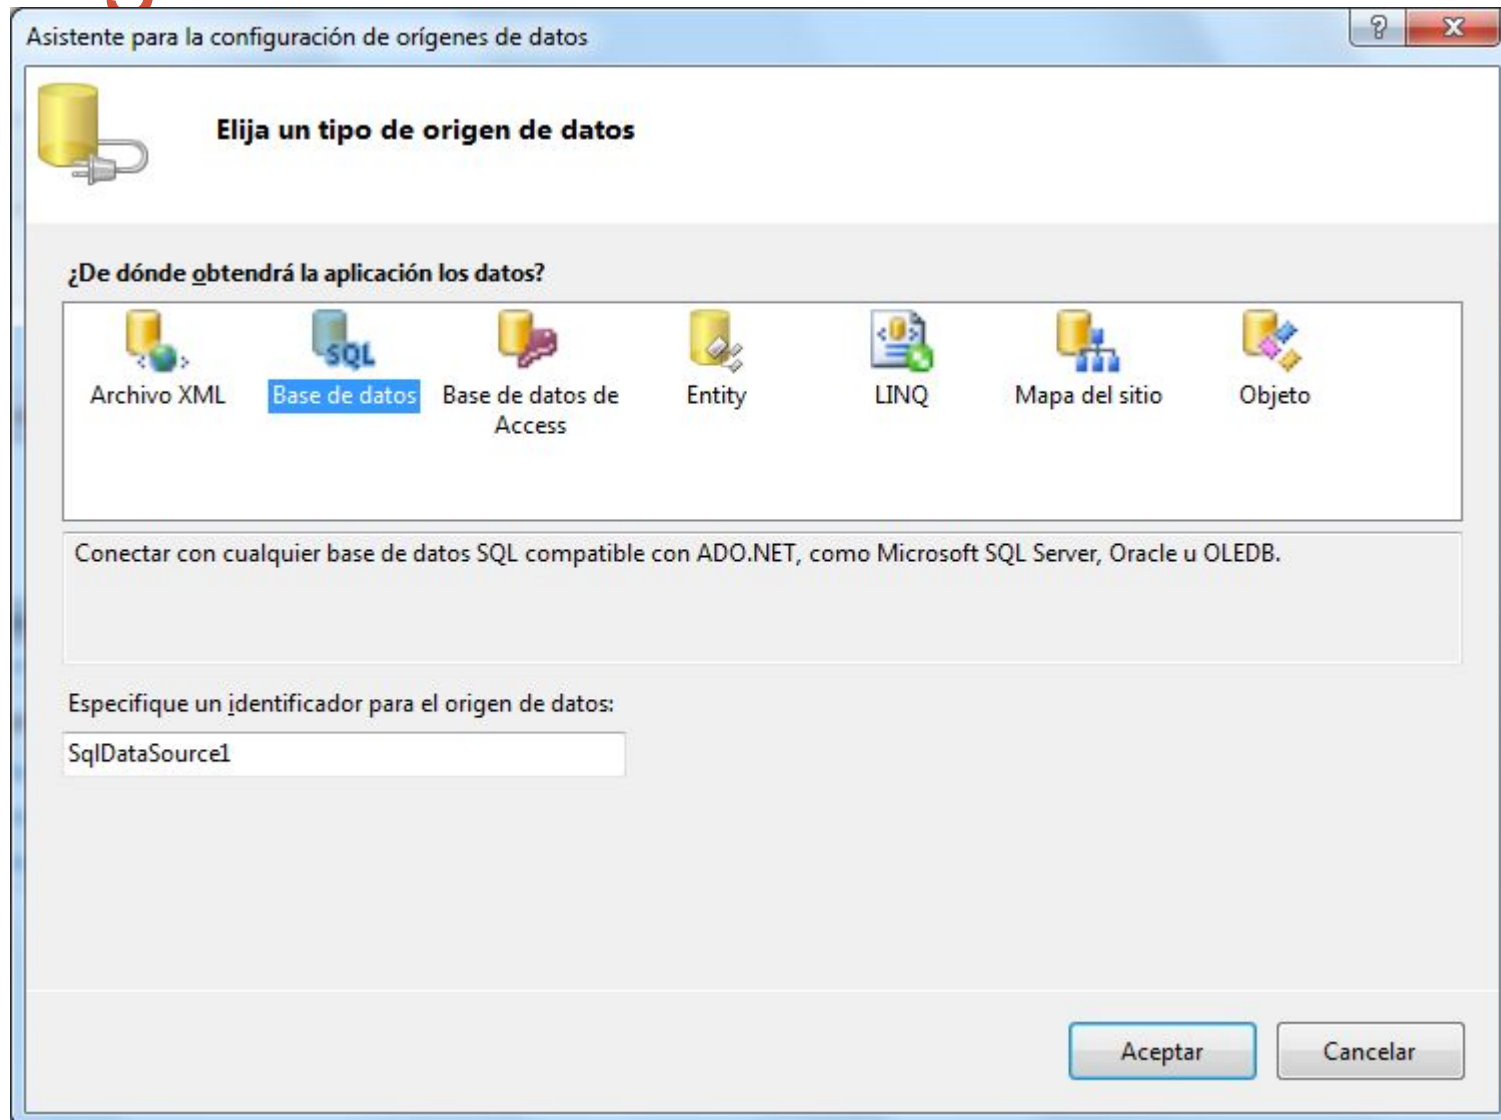 Asistente para la configuración de orígenes de datos
Elija un tipo de origen de datos
¿De dónde obtendrá la aplicación los datos?
SQL
Archivo XML
Base de datos
Base de datos de
Access
Entity
LINQ
Mapa del sitio
Objeto
Conectar con cualquier base de datos SQL compatible con ADO.NET, como Microsoft SQL Server, Oracle u OLEDB.
Especifique un identificador para el origen de datos:
SqlDataSource1
Aceptar
Cancelar